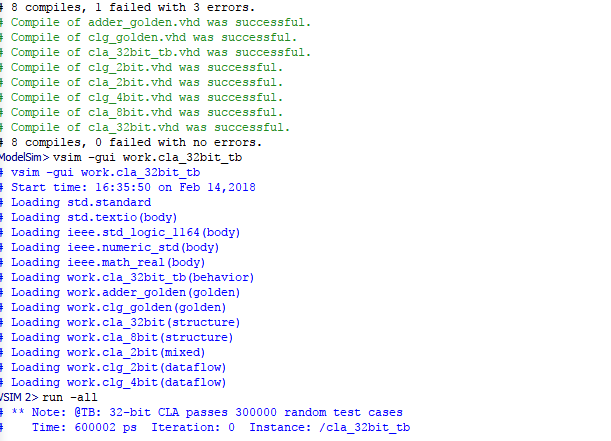 # 8 compiles, 1 failed with 3 errors.
# Compile of adder_golden.vhd was successful.
# Compile of clg_golden.vhd was successful.
# Compile of cla_32bit_tb.vhd was successful.
# Compile of clg_2bit.vhd was successful.
# Compile of cla_2bit.vhd was successful.
# Compile of clg_4bit.vhd was successful.
# Compile of cla_8bit.vhd was successful.
# Compile of cla_32bit.vhd was successful.
# 8 compiles, 0 failed with no errors.
ModelSim> vsim -gui work.cla_32bit_tb
# vsim -gui work.cla_32bit_tb
# Start time: 16:35:50 on Feb 14,2018
# Loading std.standard
# Loading std.textio(body)
# Loading ieee.std_logic_1164(body)
# Loading ieee.numeric_std(body)
# Loading ieee.math_real(body)
# Loading work.cla_32bit_tb(behavior)
# Loading work.adder_golden(golden)
# Loading work.clg_golden(golden)
# Loading work.cla_32bit(structure)
# Loading work.cla_8bit(structure)
# Loading work.cla_2bit(mixed)
# Loading work.clg_2bit(dataflow)
# Loading work.clg_4bit(dataflow)
VSIM 2> run -all
# ** Note: @TB: 32-bit CLA passes 300000 random test cases
#    Time: 600002 ps  Iteration: 0  Instance: /cla_32bit_tb